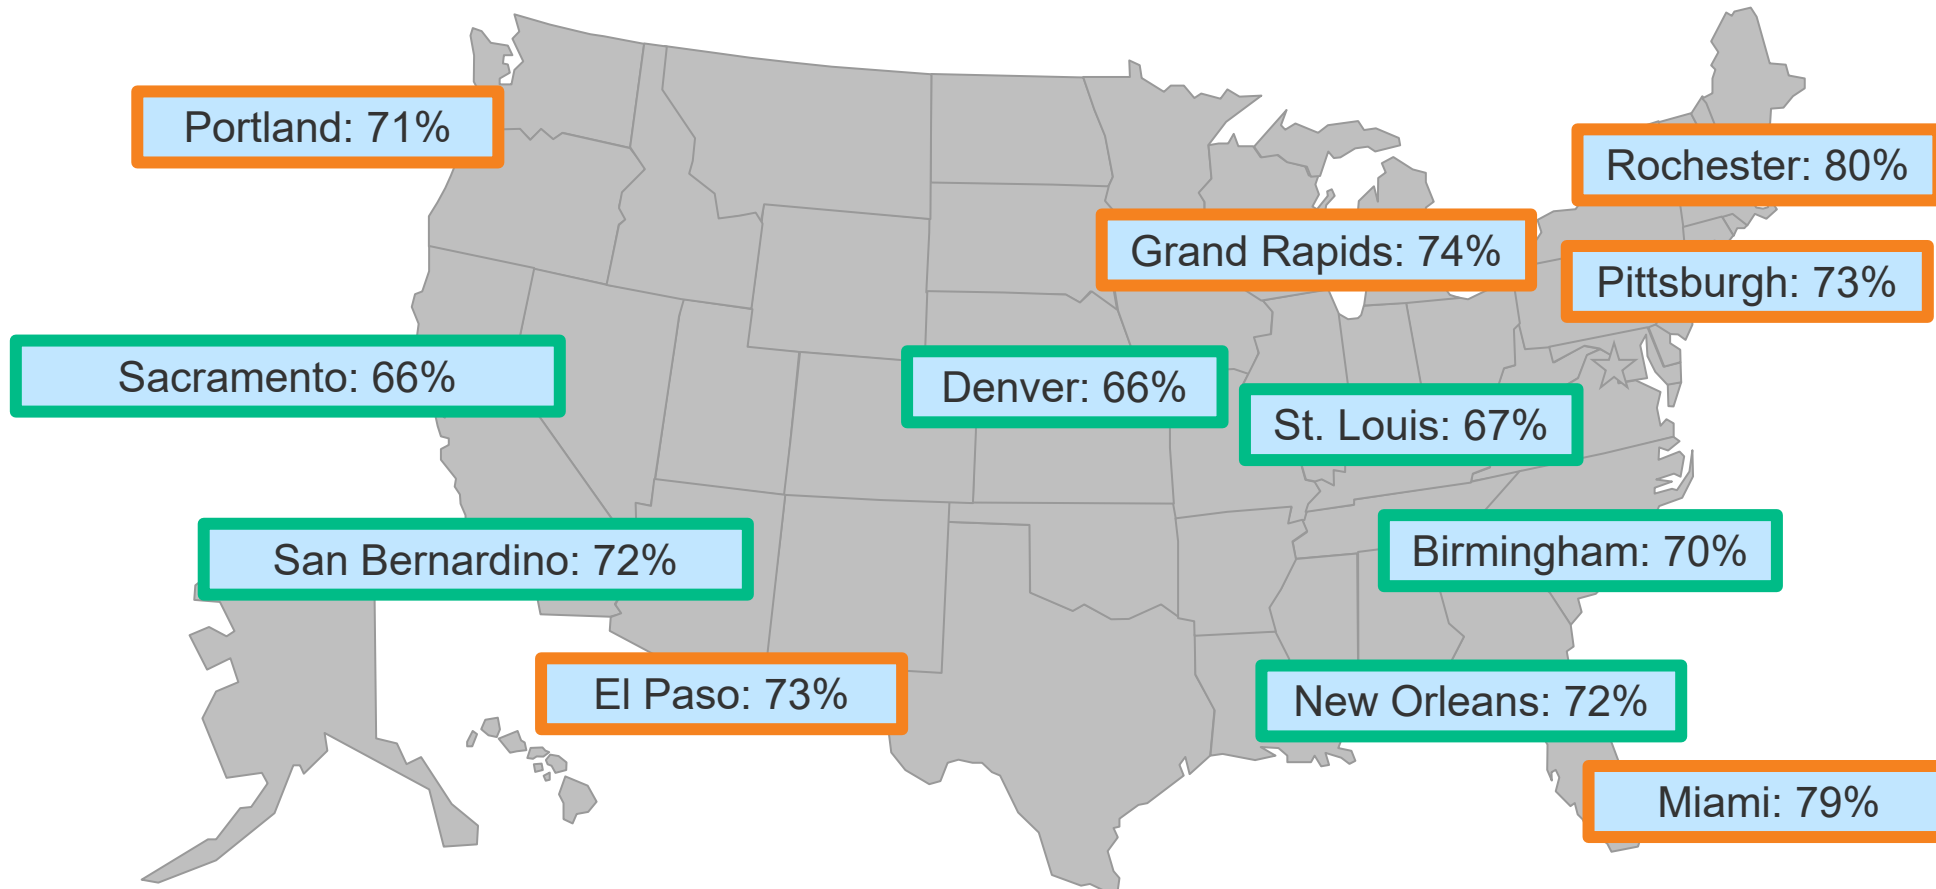 Portland: 71%
Rochester: 80%
Grand Rapids: 74%
Pittsburgh: 73%
Sacramento: 66%
Denver: 66%
St. Louis: 67%
San Bernardino: 72%
Birmingham: 70%
El Paso: 73%
New Orleans: 72%
Miami: 79%